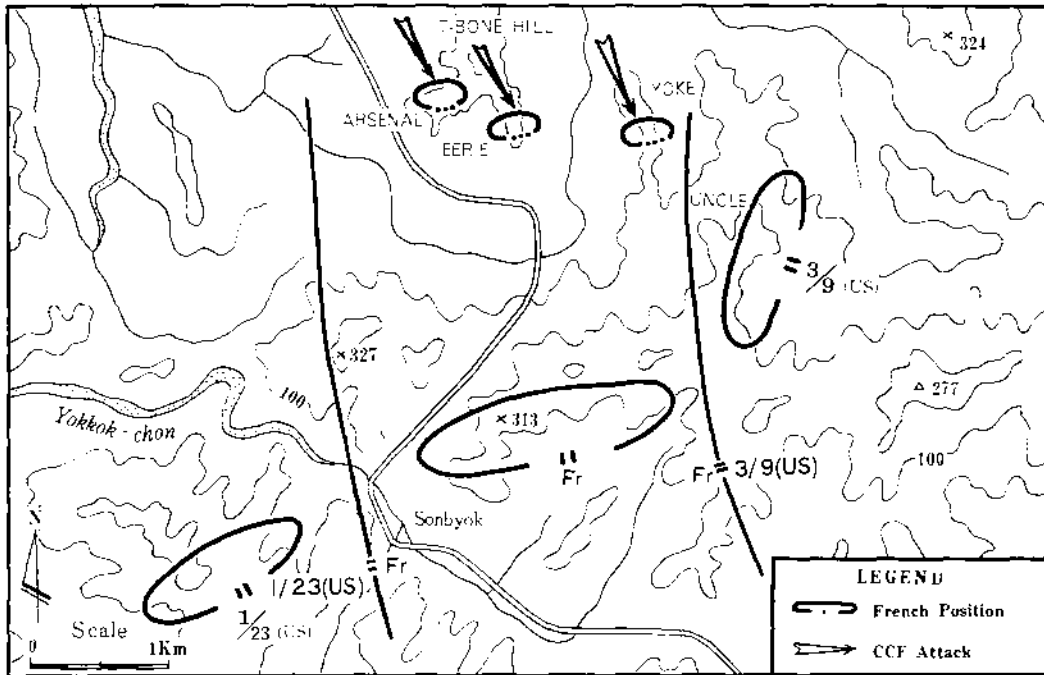 T-BONE HILL
× 324
YOKE
ARSENAL
EERIE
UNCLE
3/9 (US)
× 327
100
△ 277
Yokkok-chon
× 313
Fr
Fr 3/9(US)
100
N
Sonbyok
1/23(US) Fr
1/23 (US)
Scale
0 1Km
LEGEND
French Position
CCF Attack